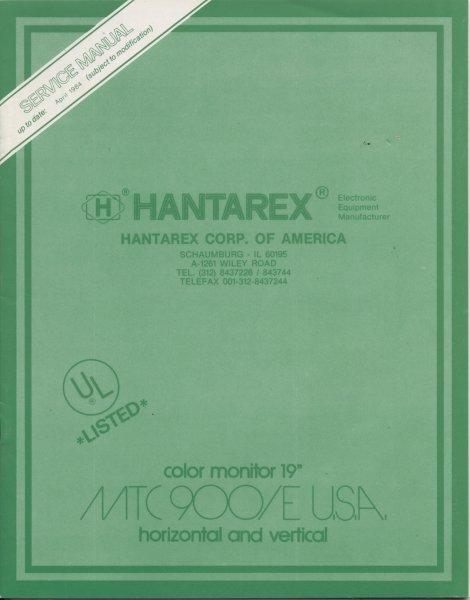 SERVICE MANUAL
up to date: April 1984 (subject to modification)
H ® HANTAREX ®
Electronic
Equipment
Manufacturer
HANTAREX CORP. OF AMERICA
SCHAUMBURG - IL 60195
A-1261 WILEY ROAD
TEL. (312) 8437226 / 843744
TELEFAX 001-312-8437244
UL ®
*LISTED*
color monitor 19"
MTC 900/E U.S.A.
horizontal and vertical